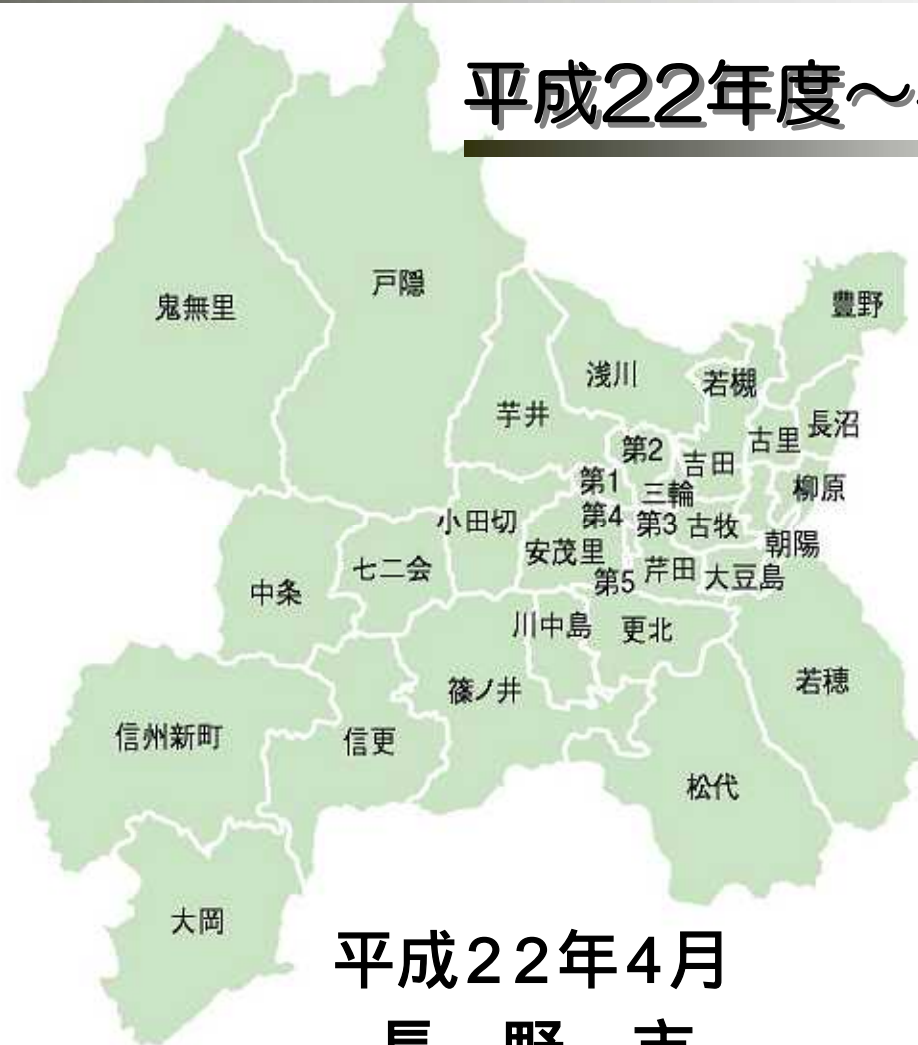 平成22年度～
戸隠
鬼無里
豊野
浅川
若槻
芋井
長沼
古里
第2
吉田
第1
三輪
柳原
小田切
第4
第3
古牧
朝陽
安茂里
七二会
芹田
大豆島
第5
中条
川中島
更北
若穂
篠ノ井
信州新町
信更
松代
大岡
平成22年4月
長 野 市